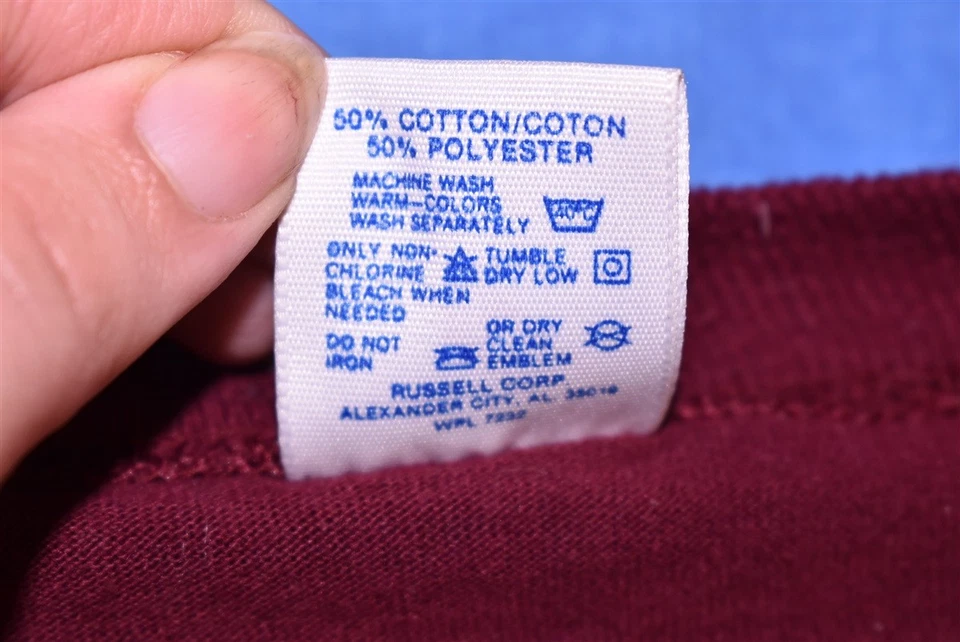 50% COTTON/COTON
50% POLYESTER
MACHINE WASH
WARM-COLORS
WASH SEPARATELY
ONLY NON-
CHLORINE
BLEACH WHEN
NEEDED
TUMBLE
DRY LOW
DO NOT
IRON
OR DRY
CLEAN
EMBLEM
RUSSELL CORP
ALEXANDER CITY, AL
WPL